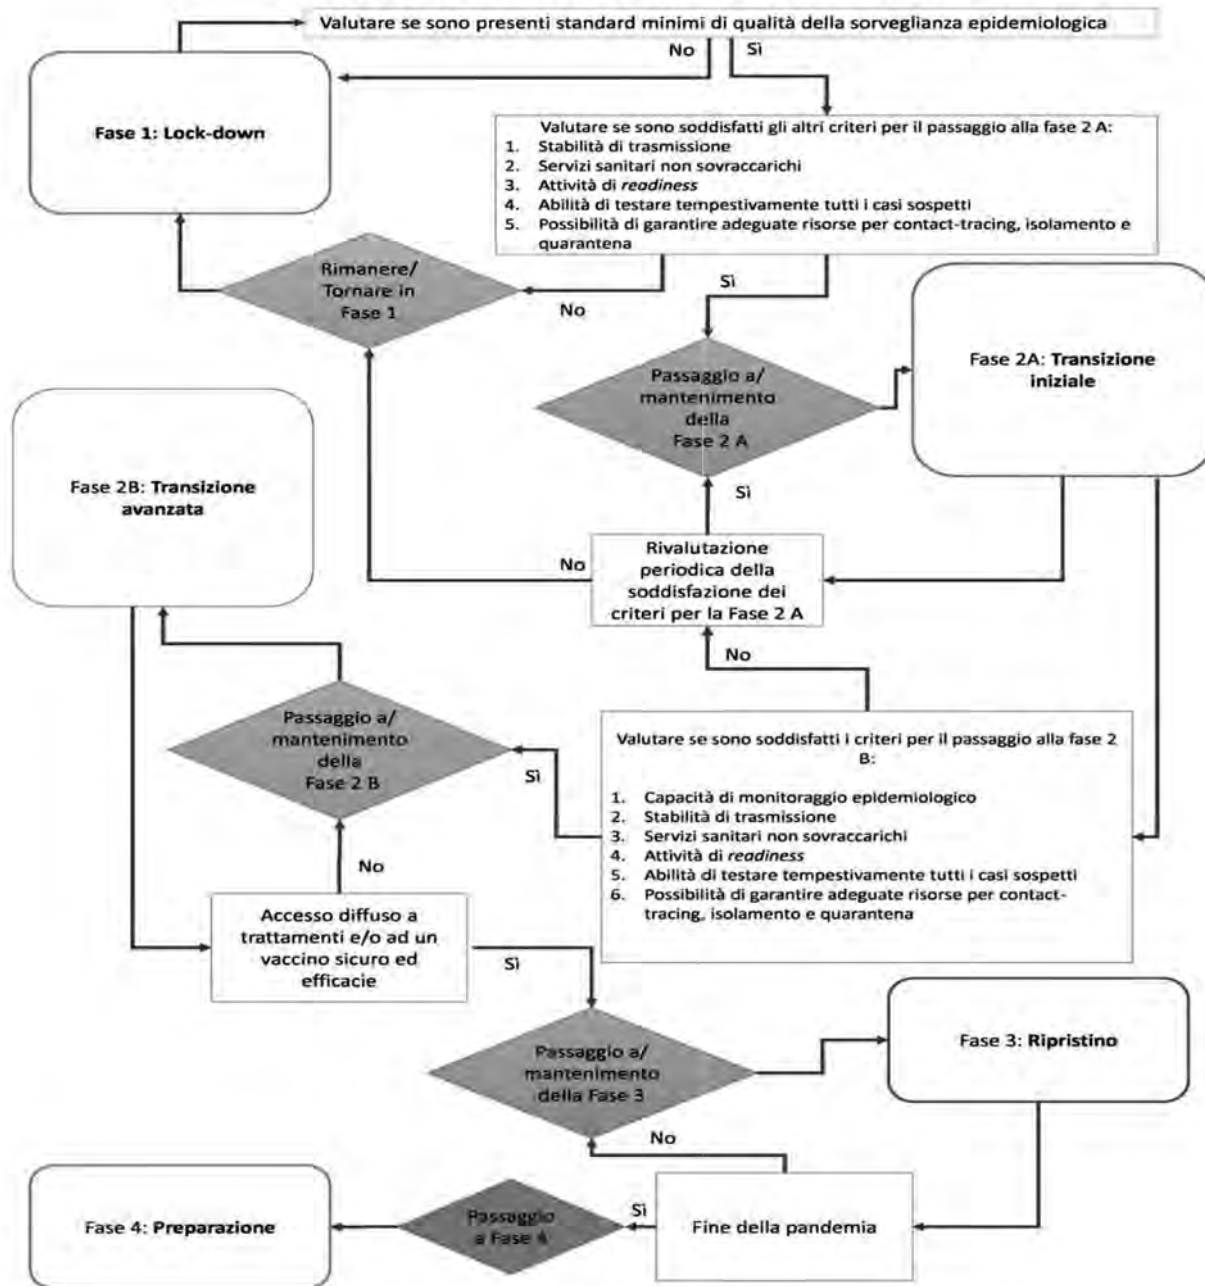 Valutare se sono presenti standard minimi di qualità della sorveglianza epidemiologica
No
Sì
Fase 1: Lock-down
Valutare se sono soddisfatti gli altri criteri per il passaggio alla fase 2 A:
1. Stabilità di trasmissione
2. Servizi sanitari non sovraccarichi
3. Attività di readiness
4. Abilità di testare tempestivamente tutti i casi sospetti
5. Possibilità di garantire adeguate risorse per contact-tracing, isolamento e
quarantena
Rimanere/
Tornare in
Fase 1
No
Sì
Passaggio a/
mantenimento
della
Fase 2 A
Fase 2A: Transizione
iniziale
Fase 2B: Transizione
avanzata
Sì
No
Rivalutazione
periodica della
soddisfazione dei
criteri per la Fase 2 A
No
Passaggio a/
mantenimento
della
Fase 2 B
Sì
Valutare se sono soddisfatti i criteri per il passaggio alla fase 2
B:
1. Capacità di monitoraggio epidemiologico
2. Stabilità di trasmissione
3. Servizi sanitari non sovraccarichi
4. Attività di readiness
5. Abilità di testare tempestivamente tutti i casi sospetti
6. Possibilità di garantire adeguate risorse per contact-
tracing, isolamento e quarantena
No
Accesso diffuso a
trattamenti e/o ad un
vaccino sicuro ed
efficacie
Sì
Passaggio a/
mantenimento
della Fase 3
Fase 3: Ripristino
No
Fase 4: Preparazione
Passaggio
a Fase 4
Sì
Fine della pandemia